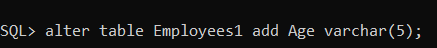 SQL> alter table Employees1 add Age varchar(5);